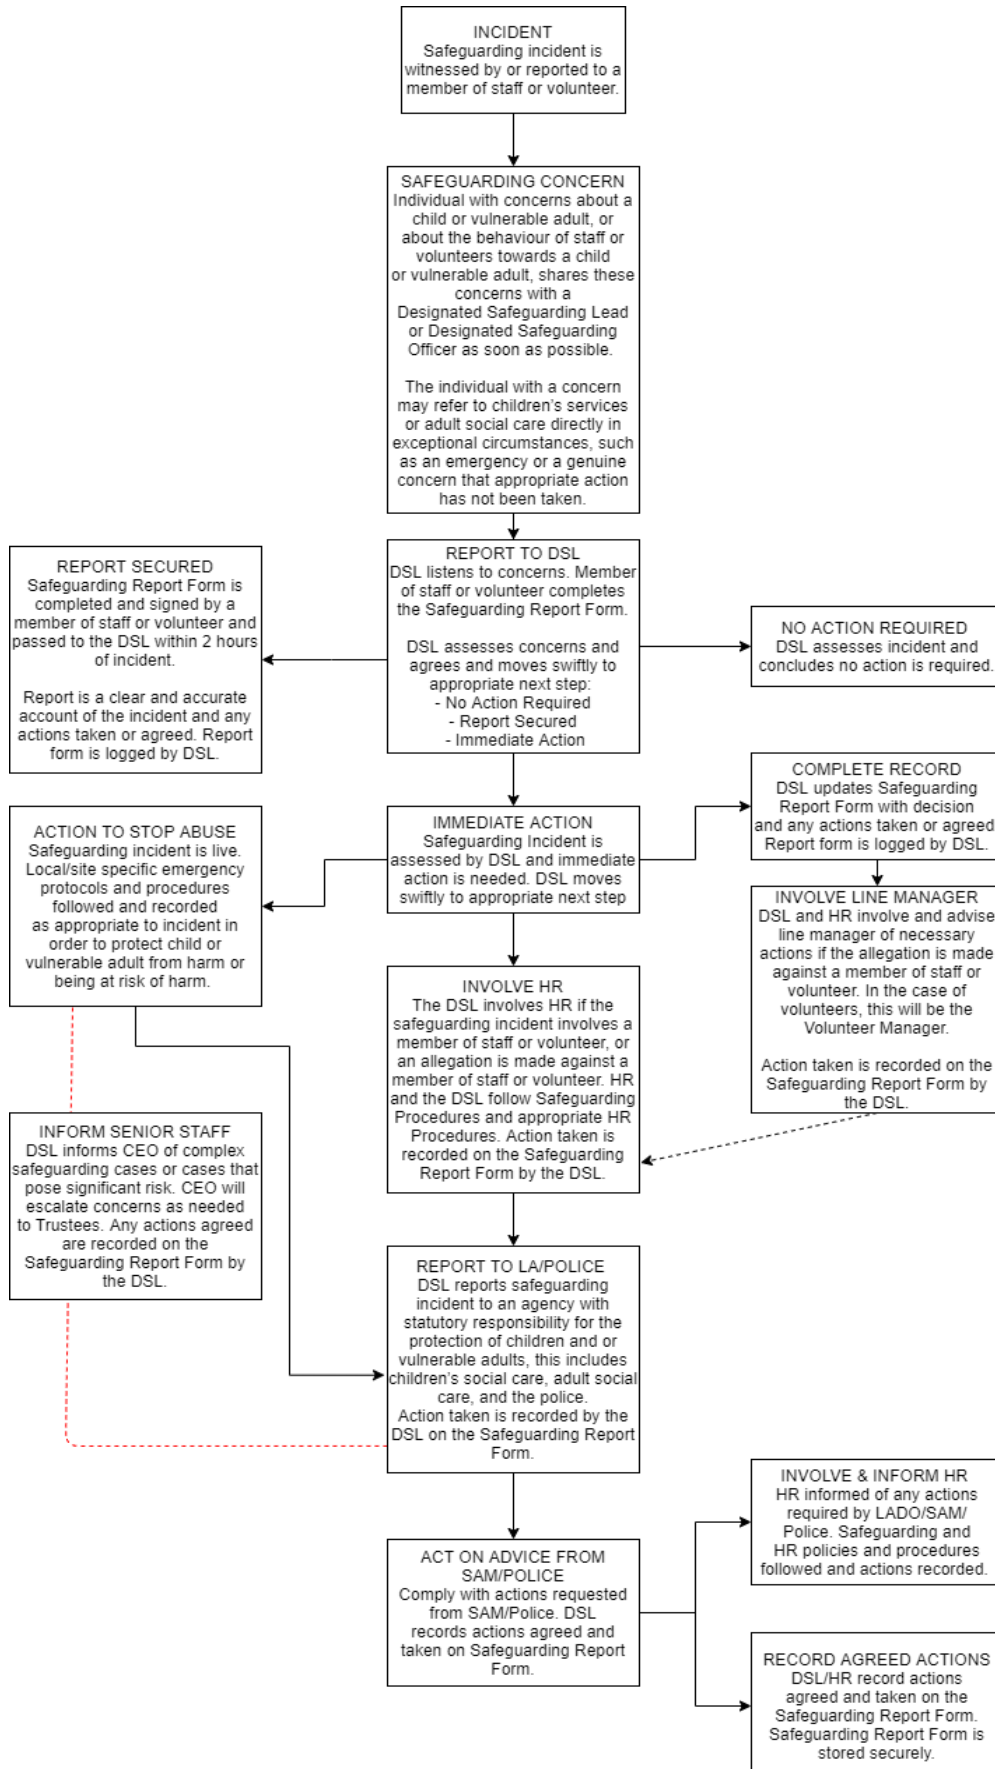 INCIDENT
Safeguarding incident is
witnessed by or reported to a
member of staff or volunteer.
SAFEGUARDING CONCERN
Individual with concerns about a
child or vulnerable adult, or
about the behaviour of staff or
volunteers towards a child
or vulnerable adult, shares these
concerns with a
Designated Safeguarding Lead
or Designated Safeguarding
Officer as soon as possible.
The individual with a concern
may refer to children's services
or adult social care directly in
exceptional circumstances, such
as an emergency or a genuine
concern that appropriate action
has not been taken.
REPORT TO DSL
DSL listens to concerns. Member
of staff or volunteer completes
the Safeguarding Report Form.
DSL assesses concerns and
agrees and moves swiftly to
appropriate next step:
- No Action Required
- Report Secured
- Immediate Action
REPORT SECURED
Safeguarding Report Form is
completed and signed by a
member of staff or volunteer and
passed to the DSL within 2 hours
of incident.
Report is a clear and accurate
account of the incident and any
actions taken or agreed. Report
form is logged by DSL.
NO ACTION REQUIRED
DSL assesses incident and
concludes no action is required.
IMMEDIATE ACTION
Safeguarding Incident is
assessed by DSL and immediate
action is needed. DSL moves
swiftly to appropriate next step
COMPLETE RECORD
DSL updates Safeguarding
Report Form with decision
and any actions taken or agreed
Report form is logged by DSL.
ACTION TO STOP ABUSE
Safeguarding incident is live.
Local/site specific emergency
protocols and procedures
followed and recorded
as appropriate to incident in
order to protect child or
vulnerable adult from harm or
being at risk of harm.
INVOLVE LINE MANAGER
DSL and HR involve and advise
line manager of necessary
actions if the allegation is made
against a member of staff or
volunteer. In the case of
volunteers, this will be the
Volunteer Manager.
Action taken is recorded on the
Safeguarding Report Form by
the DSL.
INVOLVE HR
The DSL involves HR if the
safeguarding incident involves a
member of staff or volunteer, or
an allegation is made against a
member of staff or volunteer. HR
and the DSL follow Safeguarding
Procedures and appropriate HR
Procedures. Action taken is
recorded on the Safeguarding
Report Form by the DSL.
INFORM SENIOR STAFF
DSL informs CEO of complex
safeguarding cases or cases that
pose significant risk. CEO will
escalate concerns as needed
to Trustees. Any actions agreed
are recorded on the
Safeguarding Report Form by
the DSL.
REPORT TO LA/POLICE
DSL reports safeguarding
incident to an agency with
statutory responsibility for the
protection of children and or
vulnerable adults, this includes
children's social care, adult social
care, and the police.
Action taken is recorded by the
DSL on the Safeguarding Report
Form.
ACT ON ADVICE FROM
SAM/POLICE
Comply with actions requested
from SAM/Police. DSL
records actions agreed and
taken on Safeguarding Report
Form.
INVOLVE & INFORM HR
HR informed of any actions
required by LADO/SAM/
Police. Safeguarding and
HR policies and procedures
followed and actions recorded.
RECORD AGREED ACTIONS
DSL/HR record actions
agreed and taken on the
Safeguarding Report Form.
Safeguarding Report Form is
stored securely.